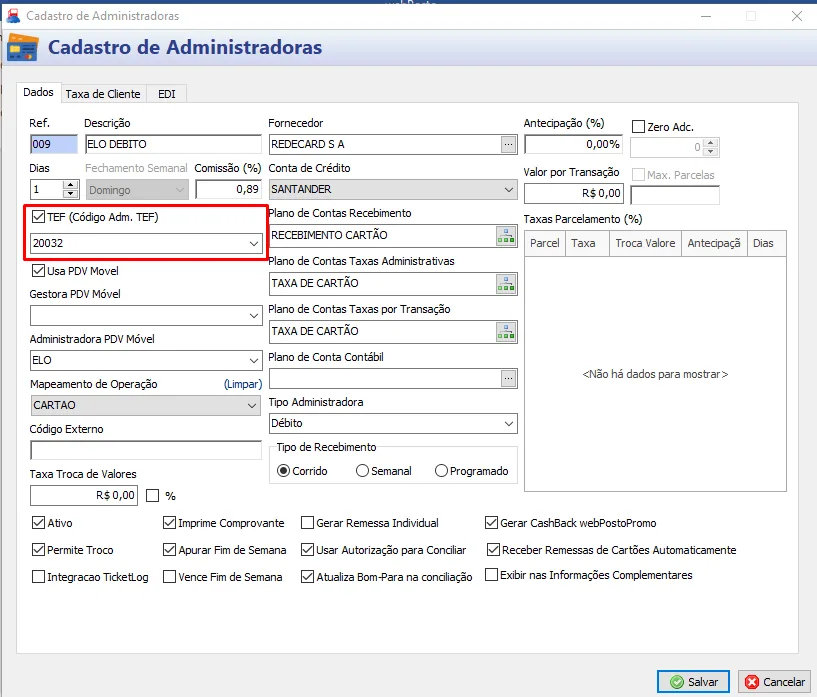 Cadastro de Administradoras
Cadastro de Administradoras
Dados
Taxa de Cliente
EDI
Ref.
Descrição
Fornecedor
Antecipação (%)
Zero Adc.
009
ELO DEBITO
REDECARD S A
...
0,00%
0
Dias
Fechamento Semanal
Comissão (%)
Conta de Crédito
Valor por Transação
Max. Parcelas
1
Domingo
0,89
SANTANDER
R$ 0,00
TEF (Código Adm. TEF)
Plano de Contas Recebimento
Taxas Parcelamento (%)
20032
RECEBIMENTO CARTÃO
Parcel
Taxa
Troca Valore
Antecipaçã
Dias
Usa PDV Movel
Plano de Contas Taxas Administrativas
Gestora PDV Móvel
TAXA DE CARTÃO
Plano de Contas Taxas por Transação
Administradora PDV Móvel
TAXA DE CARTÃO
ELO
Plano de Conta Contábil
<Não há dados para mostrar>
Mapeamento de Operação
(Limpar)
...
CARTAO
Tipo Administradora
Código Externo
Débito
Tipo de Recebimento
Taxa Troca de Valores
Corrido
Semanal
Programado
R$ 0,00
%
Ativo
Imprime Comprovante
Gerar Remessa Individual
Gerar CashBack webPostoPromo
Permite Troco
Apurar Fim de Semana
Usar Autorização para Conciliar
Receber Remessas de Cartões Automaticamente
Integracao TicketLog
Vence Fim de Semana
Atualiza Bom-Para na conciliação
Exibir nas Informações Complementares
Salvar
Cancelar